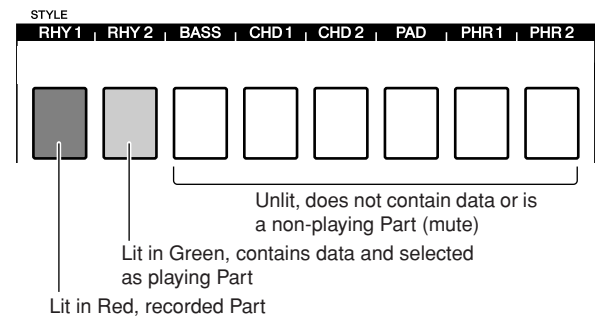 STYLE
RHY 1 RHY 2 BASS CHD 1 CHD 2 PAD PHR 1 PHR 2
Unlit, does not contain data or is
a non-playing Part (mute)
Lit in Green, contains data and selected
as playing Part
Lit in Red, recorded Part